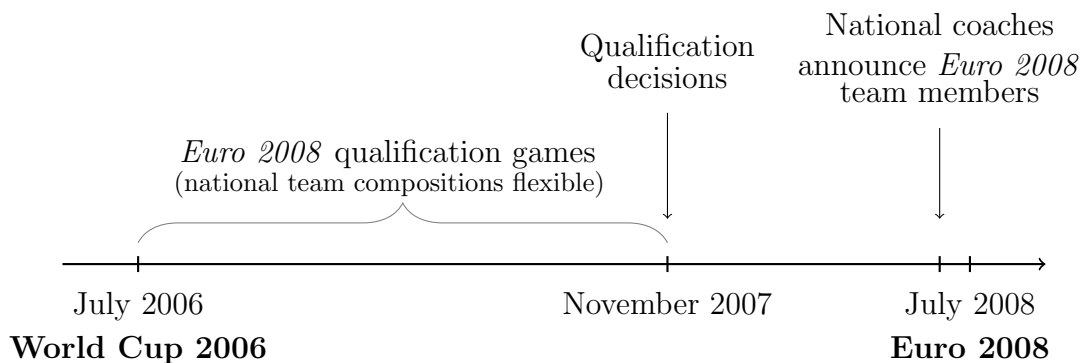 Qualification
decisions
National coaches
announce Euro 2008
team members
Euro 2008 qualification games
(national team compositions flexible)
July 2006
November 2007
July 2008
World Cup 2006
Euro 2008